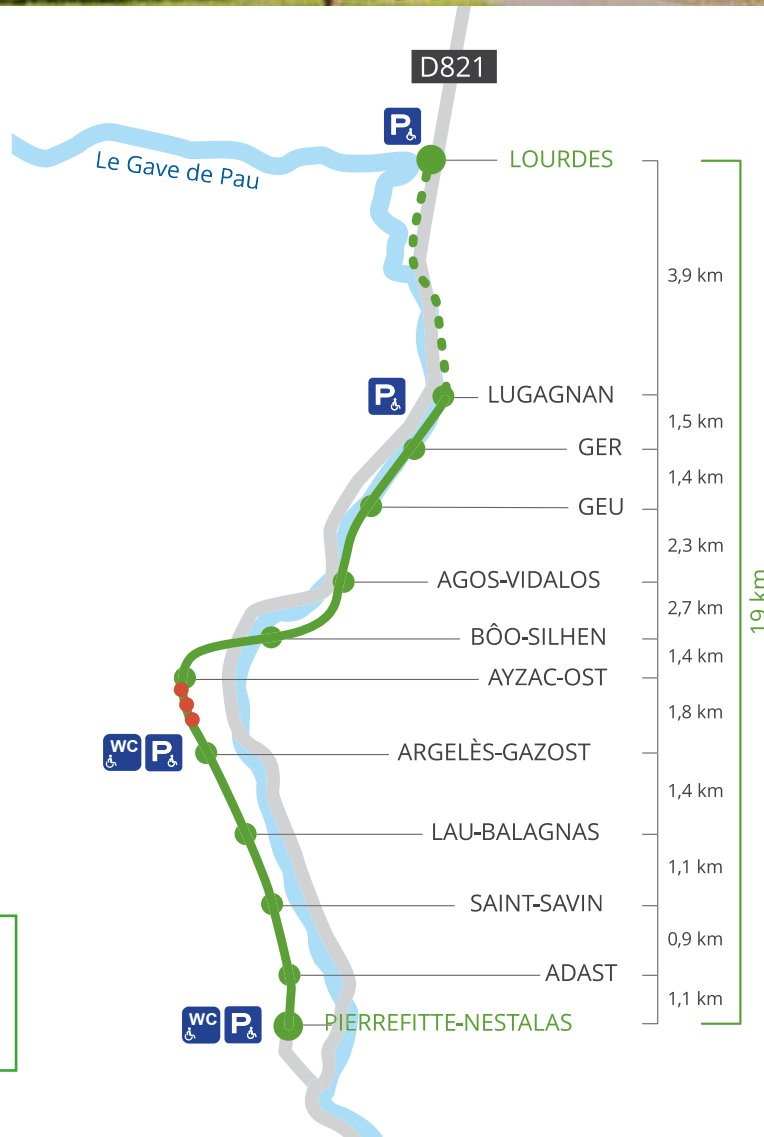 D821
P
LOURDES
Le Gave de Pau
3,9 km
P
LUGAGNAN
1,5 km
GER
1,4 km
GEU
2,3 km
AGOS-VIDALOS
19 km
2,7 km
BÔO-SILHEN
1,4 km
AYZAC-OST
1,8 km
WC P
ARGELÈS-GAZOST
1,4 km
LAU-BALAGNAS
1,1 km
SAINT-SAVIN
0,9 km
ADAST
1,1 km
WC P
PIERREFITTE-NESTALAS